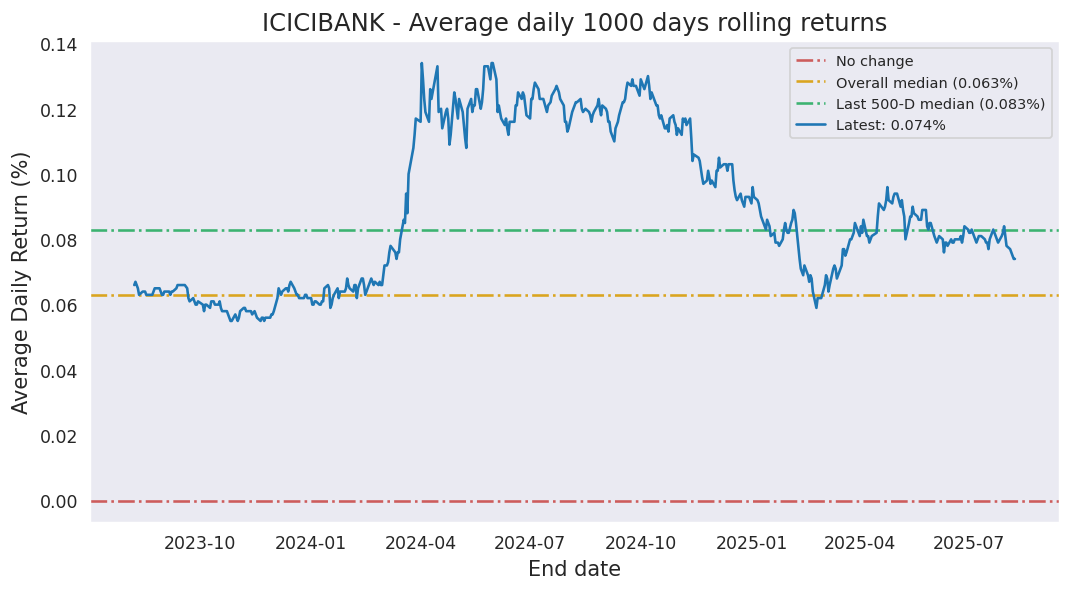 ICICIBANK - Average daily 1000 days rolling returns
0.14
0.12
0.10
0.08
0.06
0.04
0.02
0.00
Average Daily Return (%)
No change
Overall median (0.063%)
Last 500-D median (0.083%)
Latest: 0.074%
2023-10
2024-01
2024-04
2024-07
2024-10
2025-01
2025-04
2025-07
End date